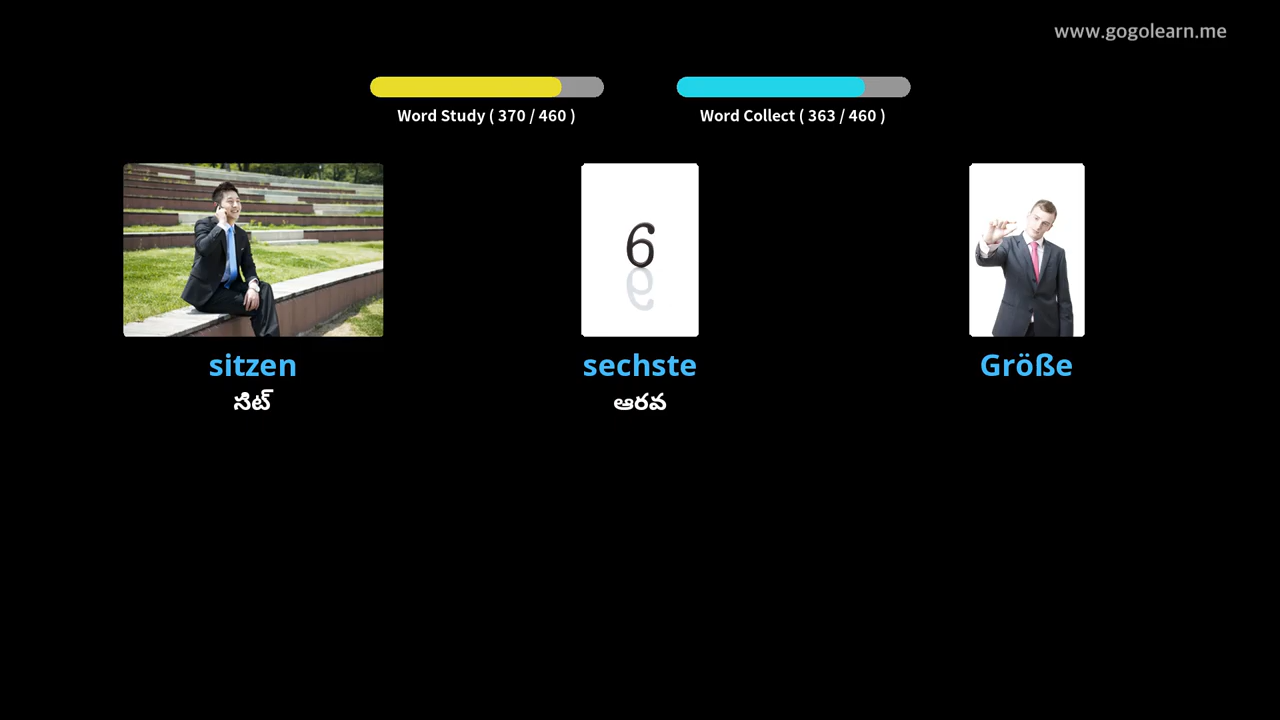 www.gogolearn.me
Word Study ( 370 / 460 )
Word Collect ( 363 / 460 )
6
sitzen
sechste
Größe
సిట్
ఆరవ